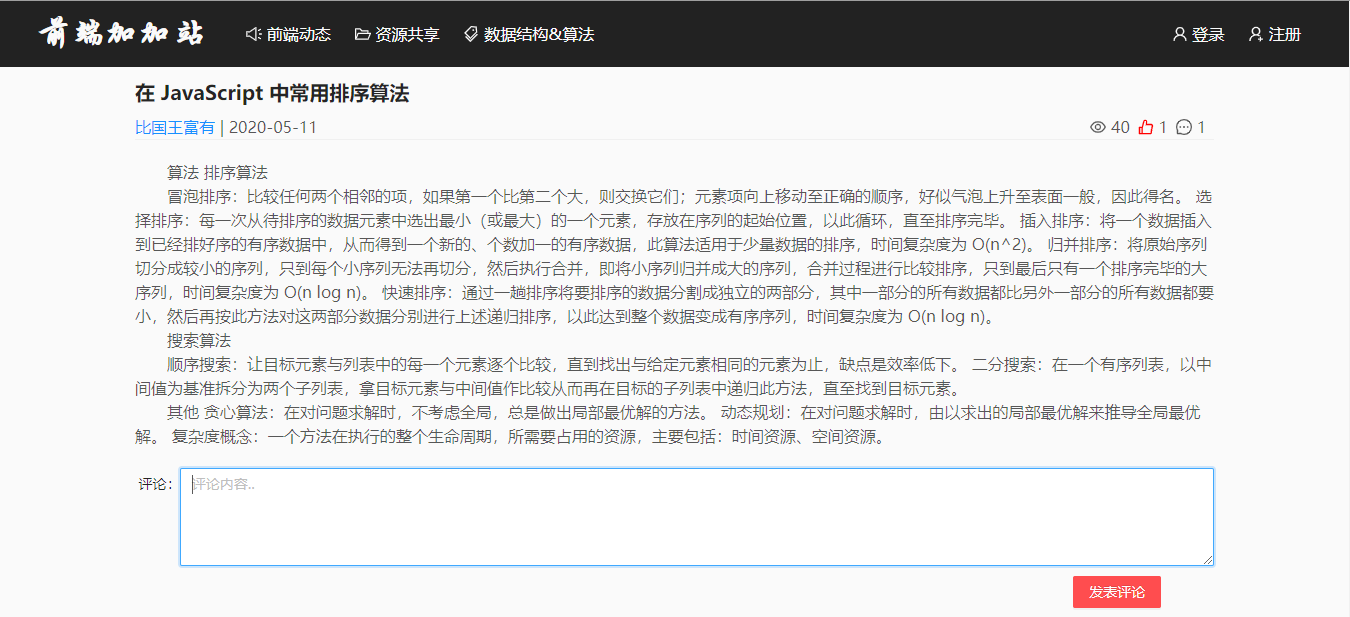 前端加加站 前端动态 资源共享 数据结构&算法 登录 注册
在 JavaScript 中常用排序算法
比国王富有 | 2020-05-11 40 1 1
算法 排序算法
冒泡排序：比较任何两个相邻的项，如果第一个比第二个大，则交换它们；元素项向上移动至正确的顺序，好似气泡上升至表面一般，因此得名。 选
择排序：每一次从待排序的数据元素中选出最小（或最大）的一个元素，存放在序列的起始位置，以此循环，直至排序完毕。 插入排序：将一个数据插入
到已经排好序的有序数据中，从而得到一个新的、个数加一的有序数据，此算法适用于少量数据的排序，时间复杂度为 O(n^2)。 归并排序：将原始序列
切分成较小的序列，只到每个小序列无法再切分，然后执行合并，即将小序列归并成大的序列，合并过程进行比较排序，只到最后只有一个排序完毕的大
序列，时间复杂度为 O(n log n)。 快速排序：通过一趟排序将要排序的数据分割成独立的两部分，其中一部分的所有数据都比另外一部分的所有数据都要
小，然后再按此方法对这两部分数据分别进行上述递归排序，以此达到整个数据变成有序序列，时间复杂度为 O(n log n)。
搜索算法
顺序搜索：让目标元素与列表中的每一个元素逐个比较，直到找出与给定元素相同的元素为止，缺点是效率低下。 二分搜索：在一个有序列表，以中
间值为基准拆分为两个子列表，拿目标元素与中间值作比较从而再在目标的子列表中递归此方法，直至找到目标元素。
其他 贪心算法：在对问题求解时，不考虑全局，总是做出局部最优解的方法。 动态规划：在对问题求解时，由以求出的局部最优解来推导全局最优
解。 复杂度概念：一个方法在执行的整个生命周期，所需要占用的资源，主要包括：时间资源、空间资源。
评论： 评论内容..
发表评论